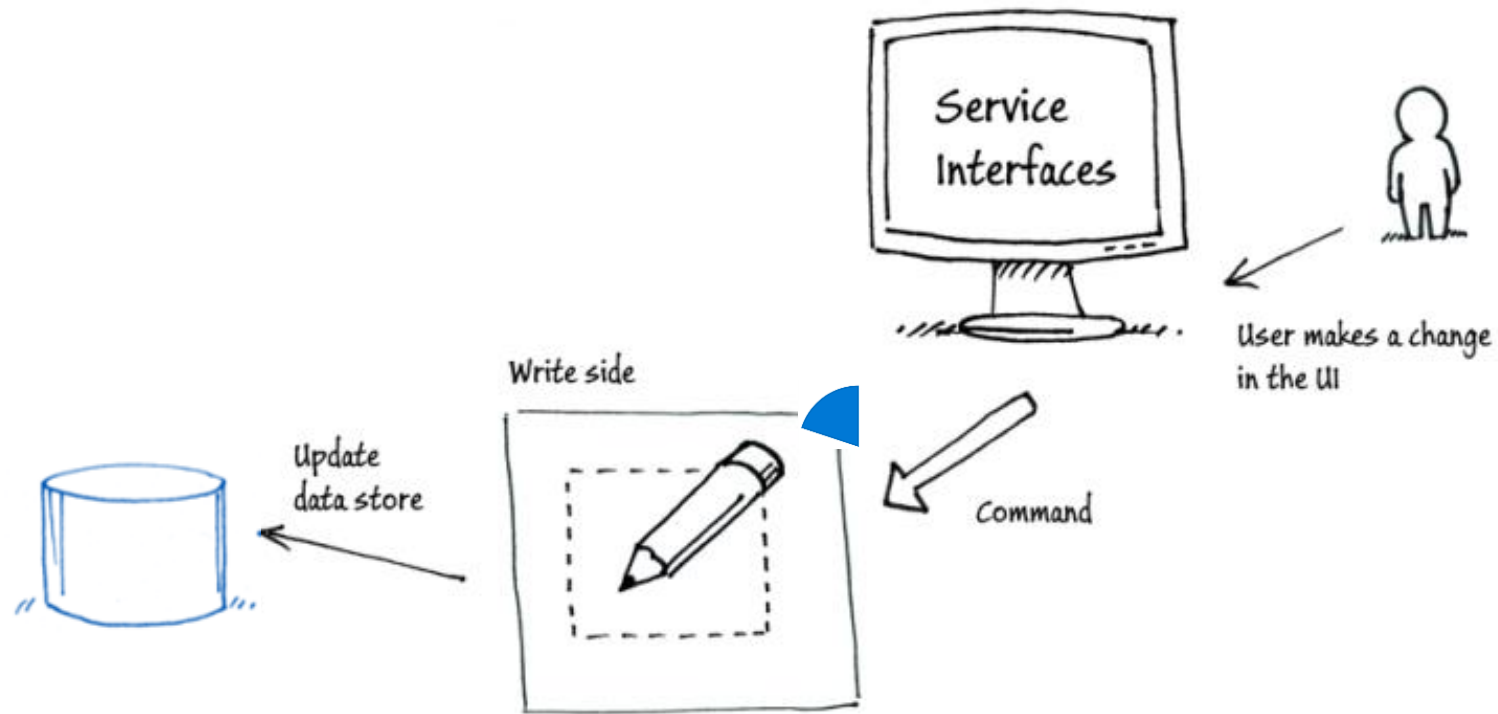 Service
Interfaces
User makes a change
in the UI
Write side
Update
data store
Command